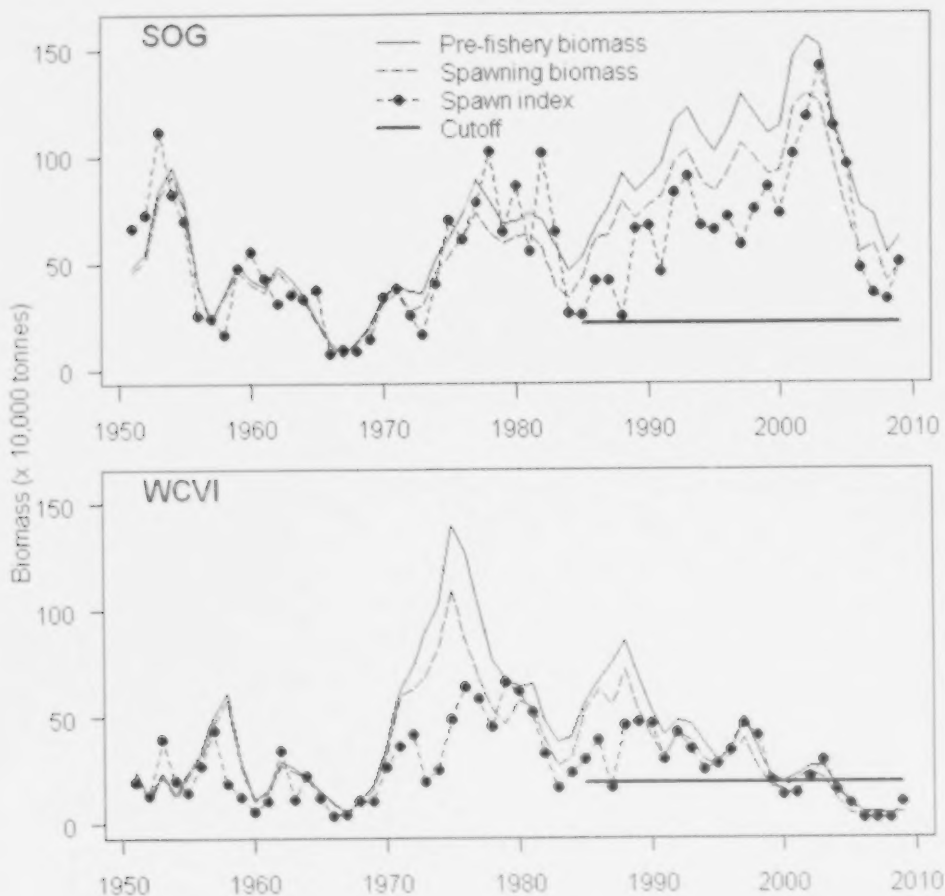 SOG
Pre-fishery biomass
Spawning biomass
Spawn index
Cutoff
150
100
50
0
1950 1960 1970 1980 1990 2000 2010
Biomass (x 10,000 tonnes)
WCVI
150
100
50
0
1950 1960 1970 1980 1990 2000 2010